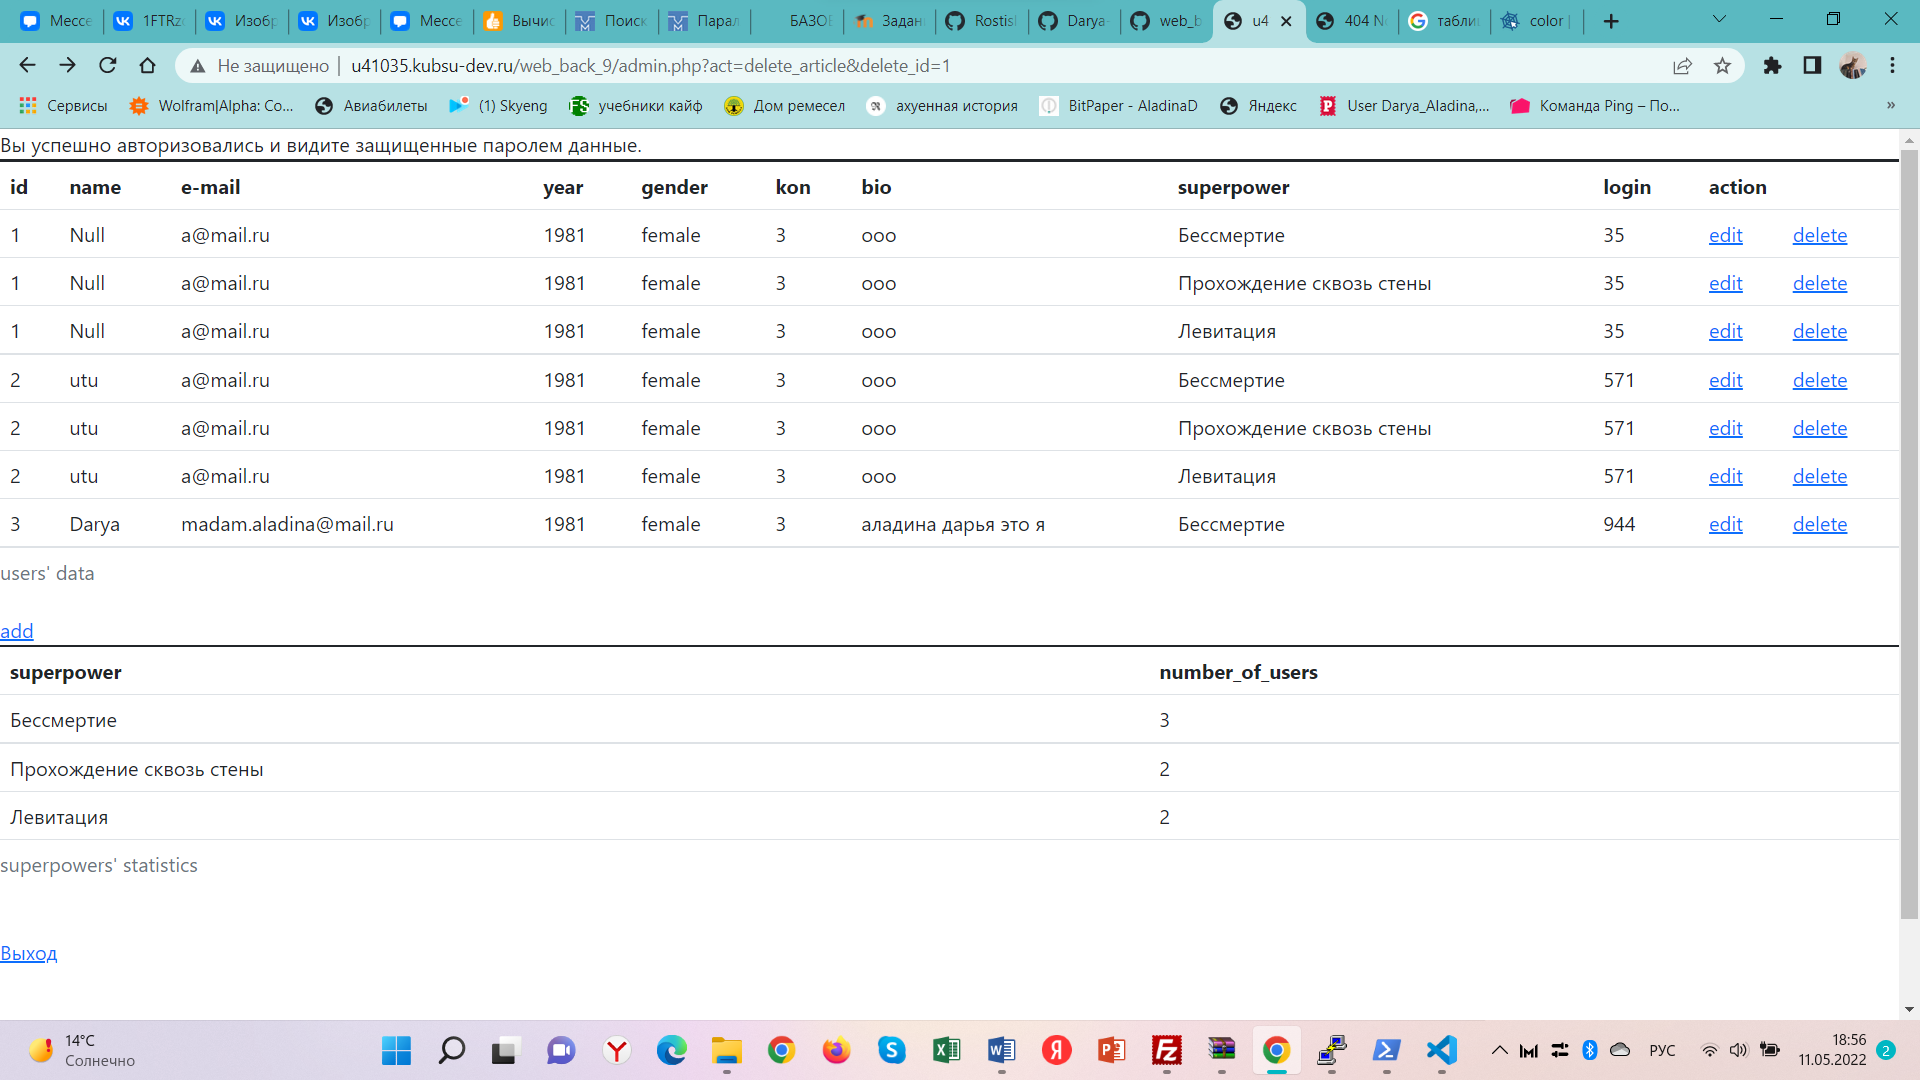 Мессе 1FTRz Изобр Изобр Мессе Вычис Поиск Парал БАЗОВ Задан Rostis Darya- web_b u4 404 N табли color |
Не защищено | u41035.kubsu-dev.ru/web_back_9/admin.php?act=delete_article&delete_id=1
Сервисы Wolfram|Alpha: Co... Авиабилеты (1) Skyeng учебники кайф Дом ремесел ахуенная история BitPaper - AladinaD Яндекс User Darya_Aladina,... Команда Ping – По... »
Вы успешно авторизовались и видите защищенные паролем данные.
id name e-mail year gender kon bio superpower login action
1 Null a@mail.ru 1981 female 3 ооо Бессмертие 35 edit delete
1 Null a@mail.ru 1981 female 3 ооо Прохождение сквозь стены 35 edit delete
1 Null a@mail.ru 1981 female 3 ооо Левитация 35 edit delete
2 utu a@mail.ru 1981 female 3 ооо Бессмертие 571 edit delete
2 utu a@mail.ru 1981 female 3 ооо Прохождение сквозь стены 571 edit delete
2 utu a@mail.ru 1981 female 3 ооо Левитация 571 edit delete
3 Darya madam.aladina@mail.ru 1981 female 3 аладина дарья это я Бессмертие 944 edit delete
users' data
add
superpower number_of_users
Бессмертие 3
Прохождение сквозь стены 2
Левитация 2
superpowers' statistics
Выход
14°C
Солнечно
РУС
18:56
11.05.2022
2